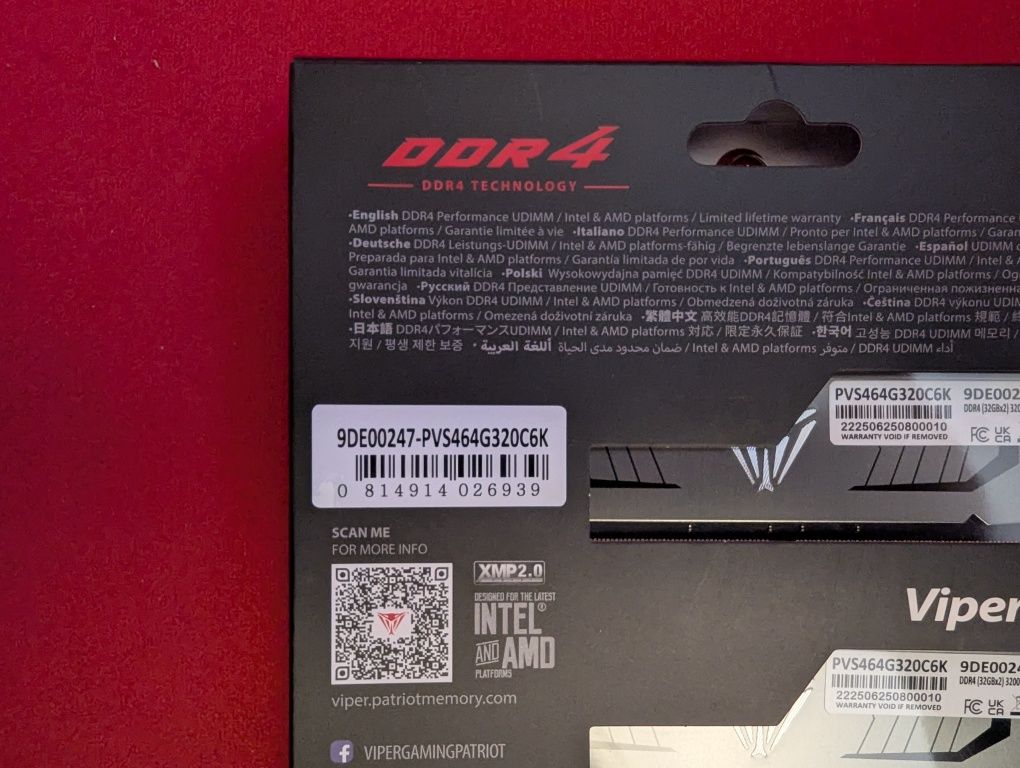 DDR4
DDR4 TECHNOLOGY
•English DDR4 Performance UDIMM / Intel & AMD platforms / Limited lifetime warranty •Français DDR4 Performance
AMD platforms / Garantie limitée à vie •Italiano DDR4 Performance UDIMM / Pronto per Intel & AMD platforms / Garan
•Deutsche DDR4 Leistungs-UDIMM / Intel & AMD platforms-fähig / Begrenzte lebenslange Garantie •Español UDIMM
Preparada para Intel & AMD platforms / Garantía limitada de por vida •Português DDR4 Performance UDIMM / Intel &
Garantia limitada vitalícia •Polski Wysokowydajna pamięć DDR4 UDIMM / Kompatybilność Intel & AMD platforms / Og
gwarancja •Русский DDR4 Представление UDIMM / Готовность к Intel & AMD platforms / Ограниченная пожизненна
•Slovenština Výkon DDR4 UDIMM / Intel & AMD platforms / Obmedzená doživotná záruka •Čeština DDR4 výkonu UDIM
Intel & AMD platforms / Omezená doživotní záruka •繁體中文 高效能DDR4記憶體 / 符合Intel & AMD platforms 規範 / 終
•日本語 DDR4パフォーマンスUDIMM / Intel & AMD platforms 対応 / 限定永久保証 •한국어 고성능 DDR4 UDIMM 메모리 /
지원 / 평생 제한 보증 • أداء DDR4 UDIMM / متوفر Intel & AMD platforms / ضمان محدود مدى الحياة أللغة العربية
PVS464G320C6K 9DE002
DDR4 (32GBx2) 320
222506250800010
WARRANTY VOID IF REMOVED
FC UK CA
9DE00247-PVS464G320C6K
0 814914 026939
SCAN ME
FOR MORE INFO
XMP2.0
DESIGNED FOR THE LATEST
INTEL®
AND AMD
PLATFORMS
viper.patriotmemory.com
VIPERGAMINGPATRIOT
Viper
PVS464G320C6K 9DE0024
DDR4 (32GBx2) 3200
222506250800010
WARRANTY VOID IF REMOVED
FC UK CA